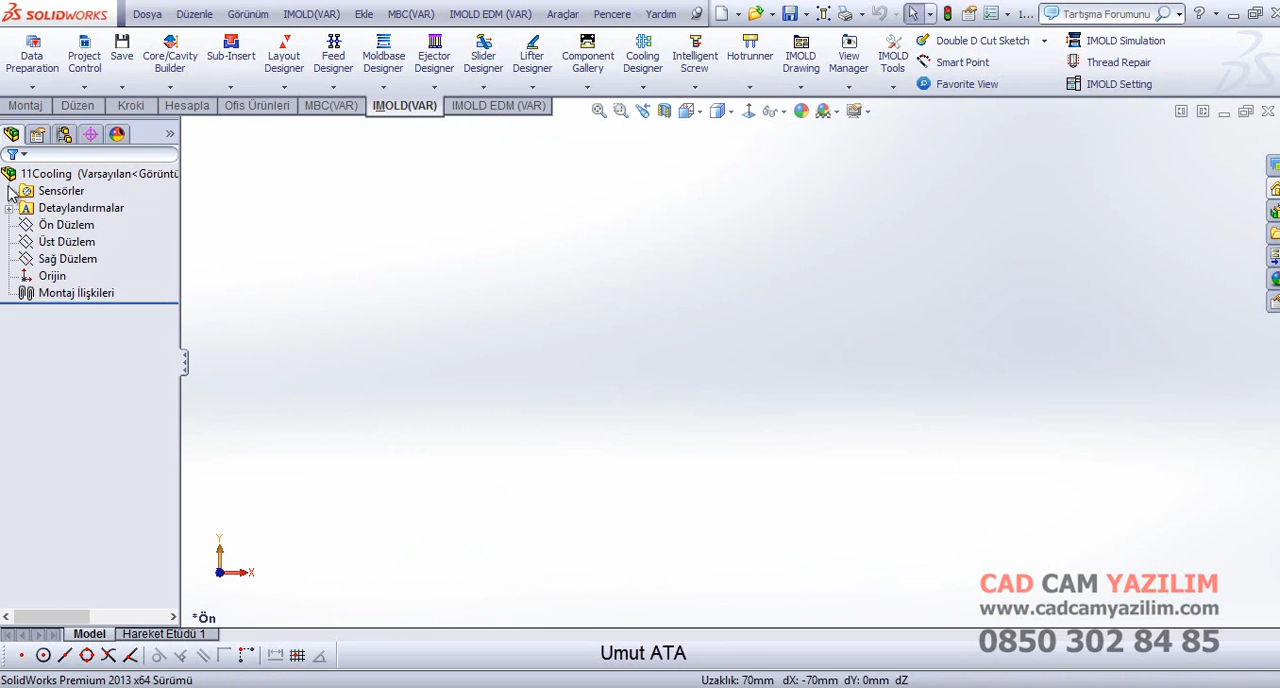 SOLIDWORKS Dosya Düzenle Görünüm IMOLD(VAR) Ekle MBC(VAR) IMOLD EDM (VAR) Araçlar Pencere Yardım 1... Tartışma Forumunu
Data Preparation
Project Control
Save
Core/Cavity Builder
Sub-Insert
Layout Designer
Feed Designer
Moldbase Designer
Ejector Designer
Slider Designer
Lifter Designer
Component Gallery
Cooling Designer
Intelligent Screw
Hotrunner
IMOLD Drawing
View Manager
IMOLD Tools
Double D Cut Sketch
Smart Point
Favorite View
IMOLD Simulation
Thread Repair
IMOLD Setting
Montaj Düzen Kroki Hesapla Ofis Ürünleri MBC(VAR) IMOLD(VAR) IMOLD EDM (VAR)
11Cooling (Varsayılan<Görüntü
Sensörler
Detaylandırmalar
Ön Düzlem
Üst Düzlem
Sağ Düzlem
Orijin
Montaj İlişkileri
Y
X
*Ön
CAD CAM YAZILIM
www.cadcamyazilim.com
0850 302 84 85
Model Hareket Etüdü 1
Umut ATA
SolidWorks Premium 2013 x64 Sürümü Uzaklık: 70mm dX: -70mm dY: 0mm dZ